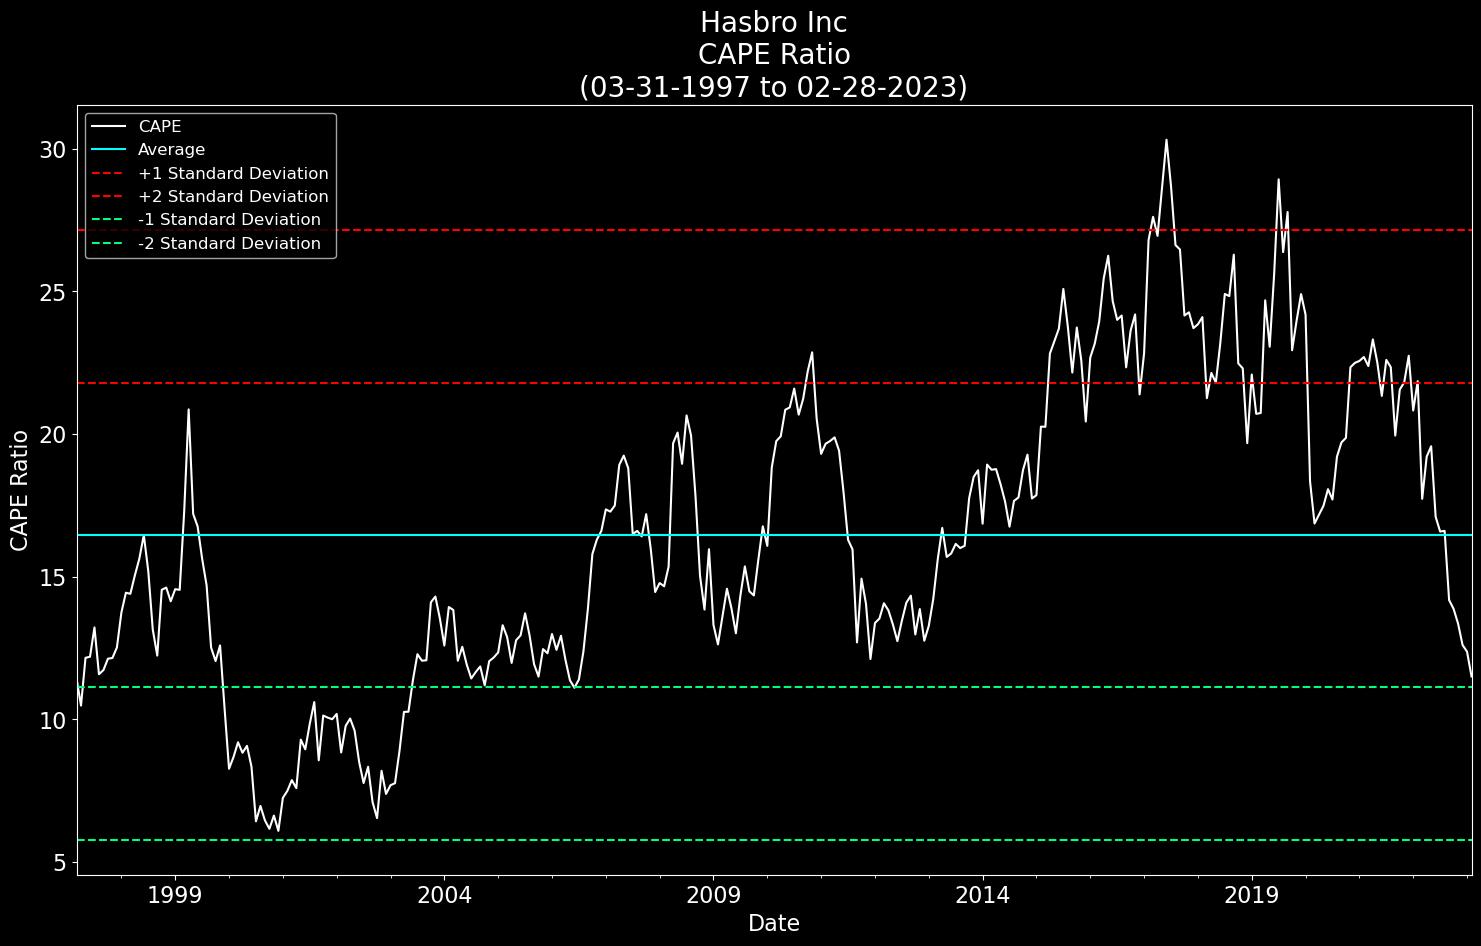 Hasbro Inc
CAPE Ratio
(03-31-1997 to 02-28-2023)
CAPE
Average
+1 Standard Deviation
+2 Standard Deviation
-1 Standard Deviation
-2 Standard Deviation
30
25
20
15
10
5
CAPE Ratio
1999 2004 2009 2014 2019
Date